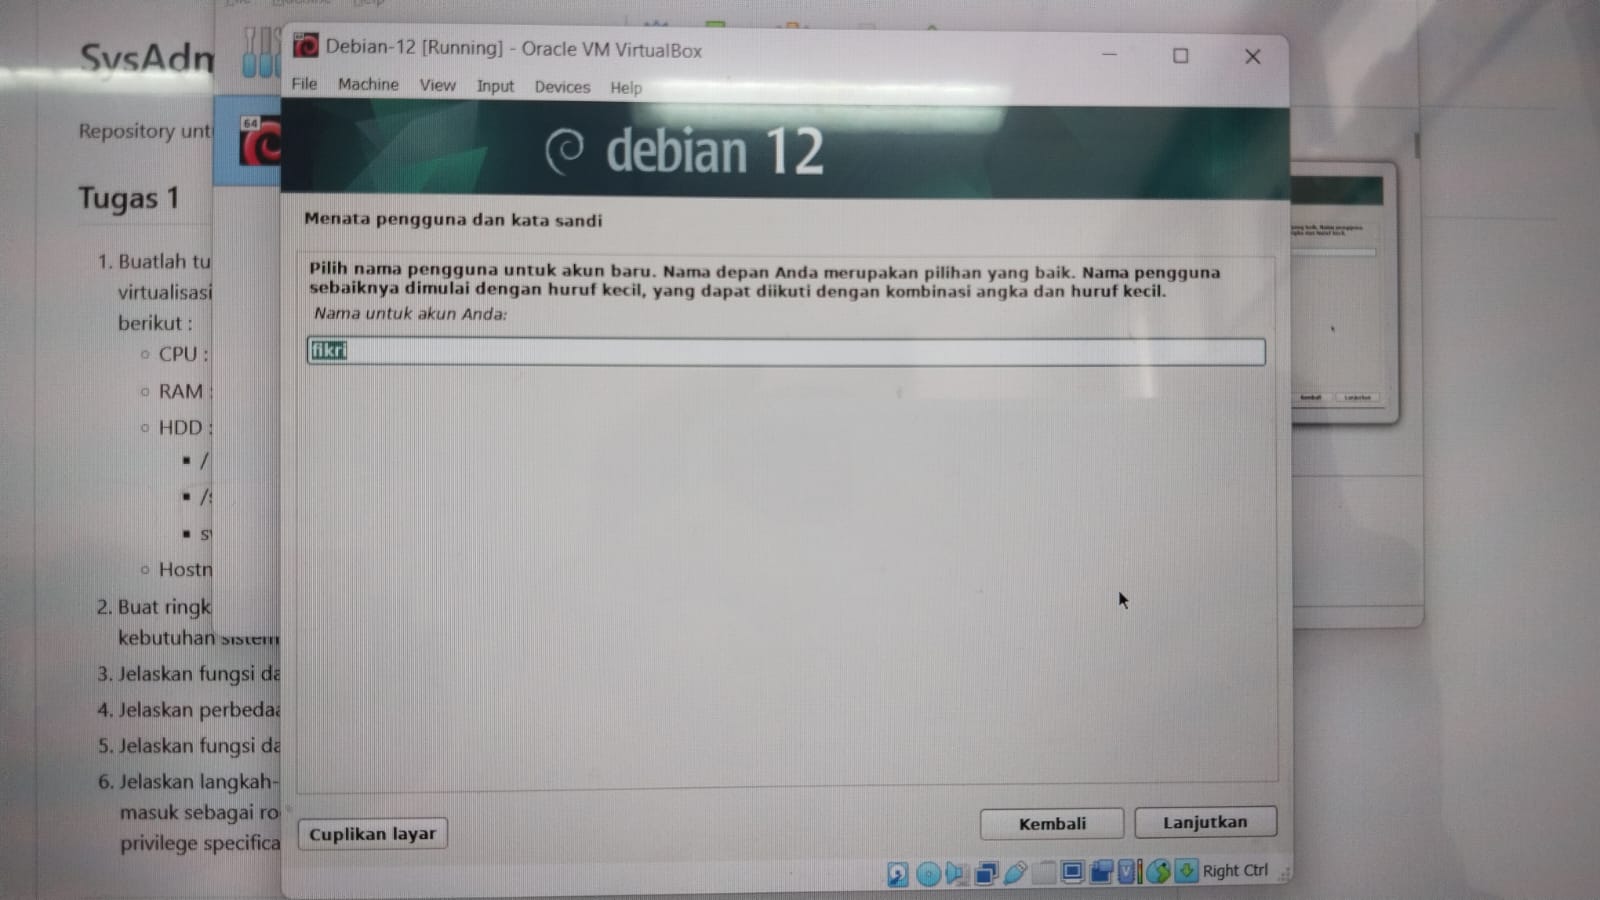 SysAdm
Repository unt
Tugas 1
1. Buatlah tu
virtualisasi
berikut :
CPU :
RAM :
HDD :
/
Hostn
2. Buat ringk
kebutuhan sistem
3. Jelaskan fungsi da
4. Jelaskan perbedaa
5. Jelaskan fungsi da
6. Jelaskan langkah-
masuk sebagai ro
privilege specifica
64
Debian-12 [Running] - Oracle VM VirtualBox
File Machine View Input Devices Help
debian 12
Menata pengguna dan kata sandi
Pilih nama pengguna untuk akun baru. Nama depan Anda merupakan pilihan yang baik. Nama pengguna
sebaiknya dimulai dengan huruf kecil, yang dapat diikuti dengan kombinasi angka dan huruf kecil.
Nama untuk akun Anda:
fikri
Cuplikan layar
Kembali
Lanjutkan
Right Ctrl
Kembali
Lanjutkan